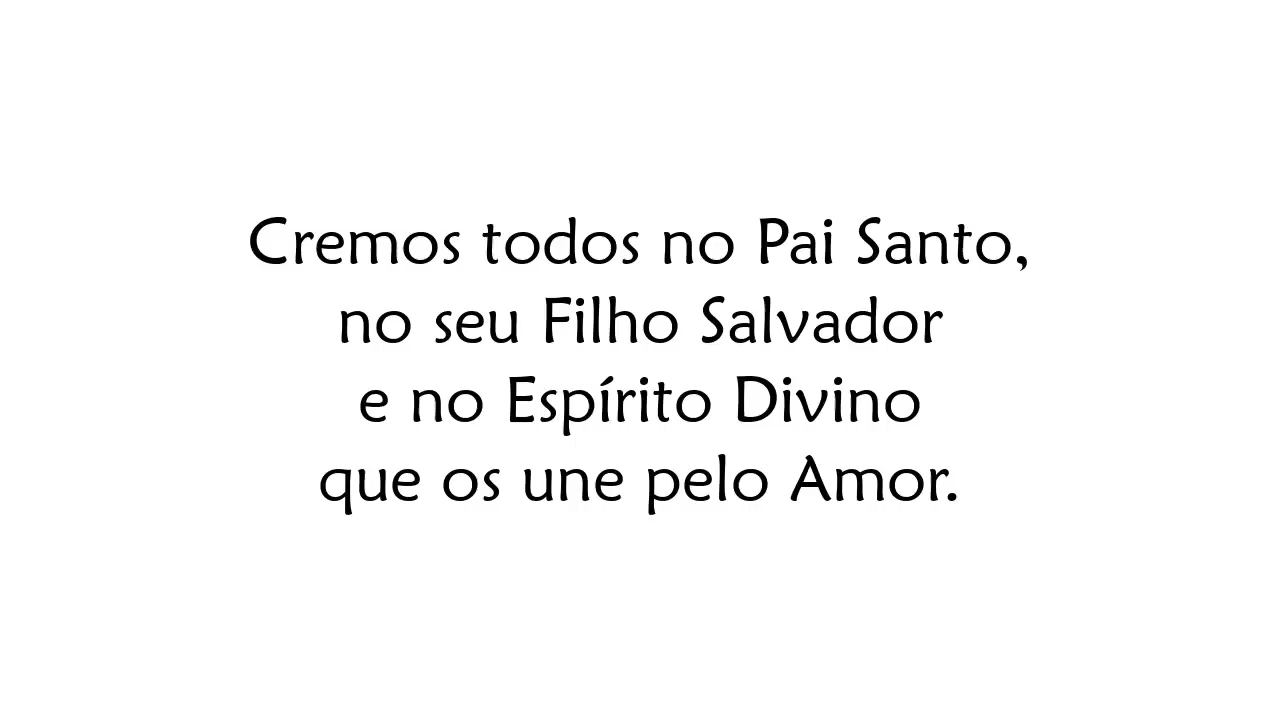 Cremos todos no Pai Santo,
no seu Filho Salvador
e no Espírito Divino
que os une pelo Amor.